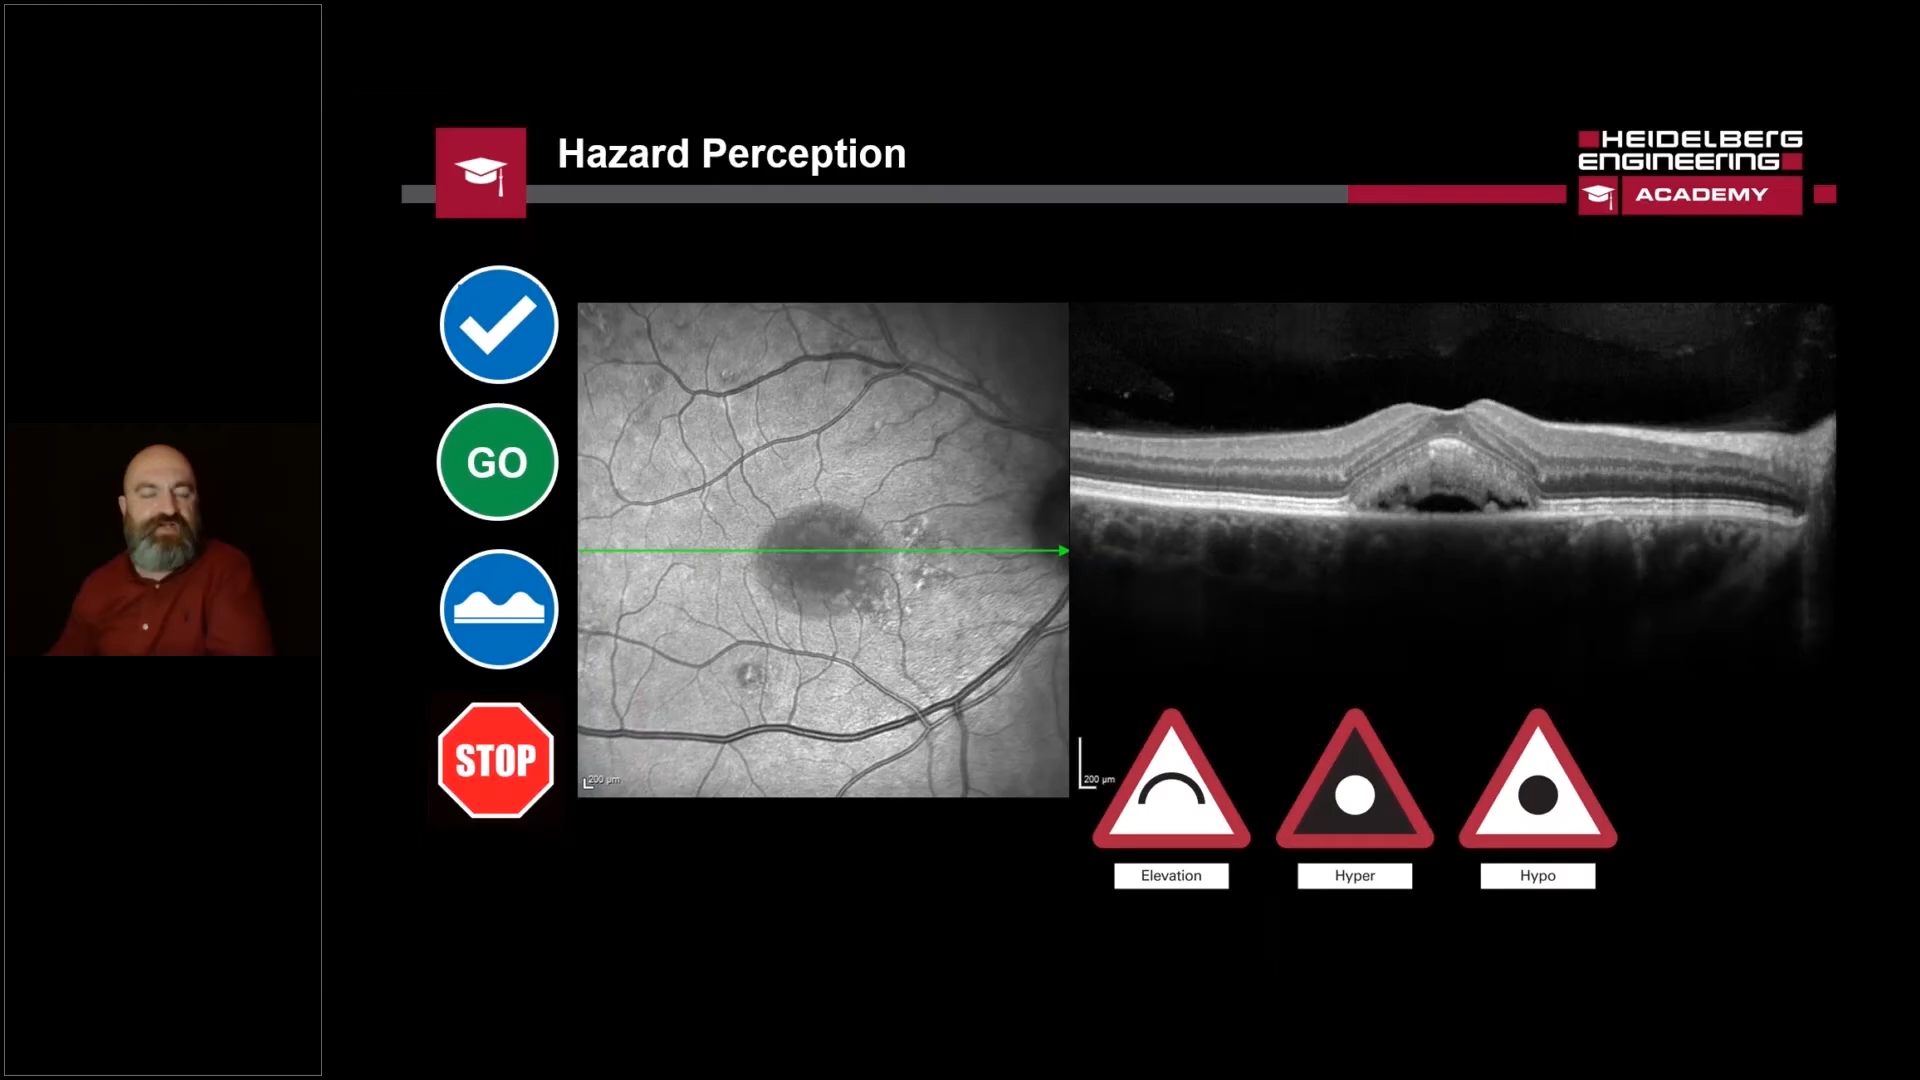 Hazard Perception
HEIDELBERG
ENGINEERING
ACADEMY
GO
STOP
200 µm
200 µm
Elevation
Hyper
Hypo